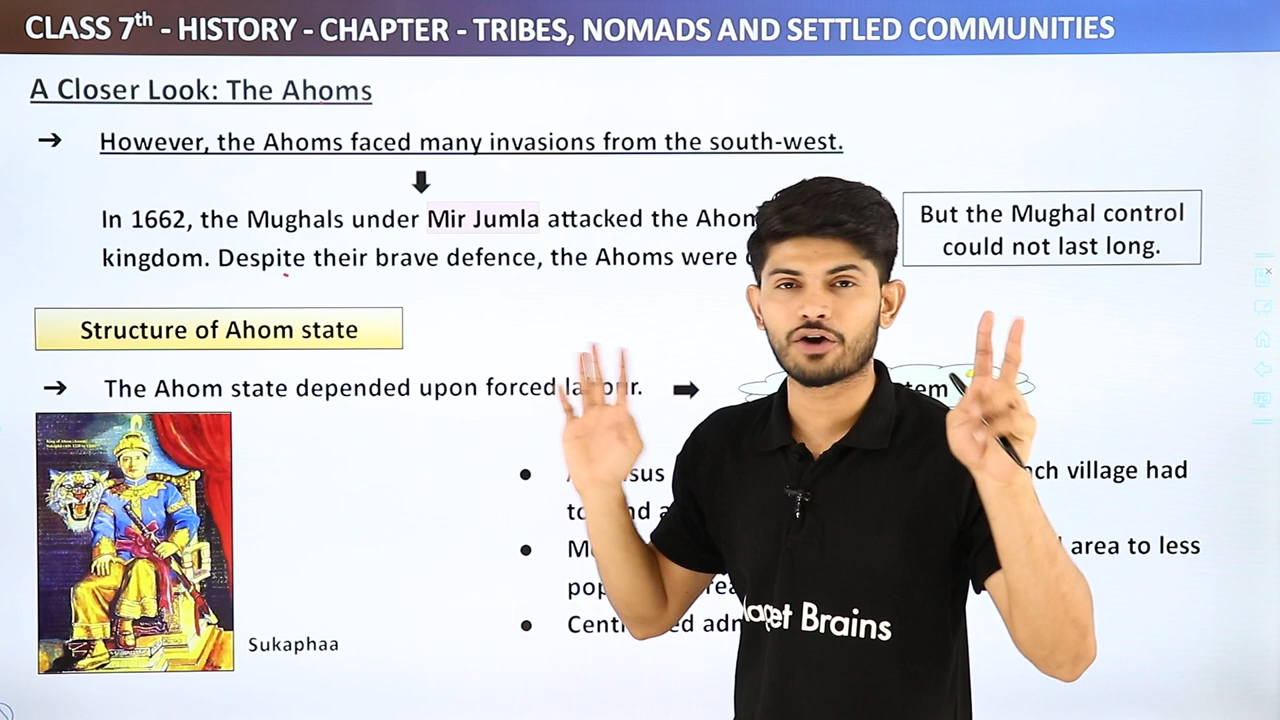 CLASS 7th - HISTORY - CHAPTER - TRIBES, NOMADS AND SETTLED COMMUNITIES
A Closer Look: The Ahoms
→ However, the Ahoms faced many invasions from the south-west.
In 1662, the Mughals under Mir Jumla attacked the
kingdom. Despite their brave defence, the Ahoms were
But the Mughal control
could not last long.
Structure of Ahom state
→ The Ahom state depended upon forced
village had
area to less
Sukaphaa
Brains